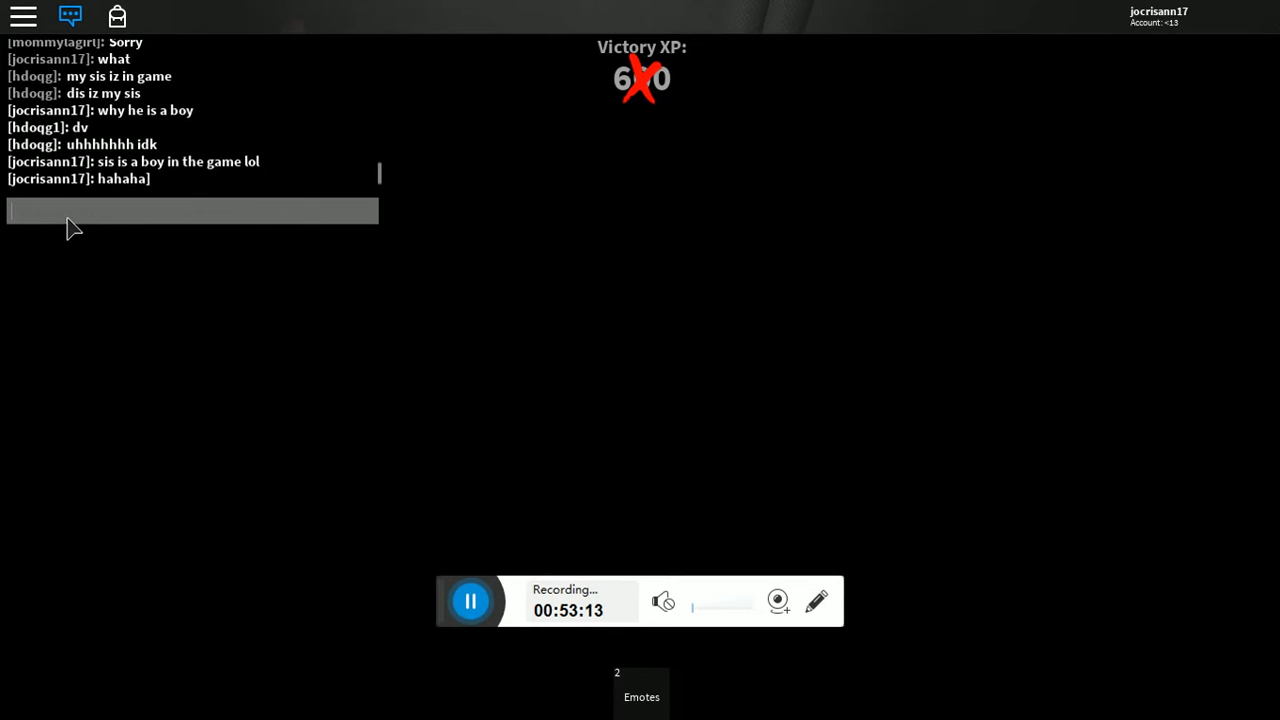 jocrisann17
Account: <13
[mommylagirl]: Sorry
[jocrisann17]: what
[hdoqg]: my sis iz in game
[hdoqg]: dis iz my sis
[jocrisann17]: why he is a boy
[hdoqg1]: dv
[hdoqg]: uhhhhhhh idk
[jocrisann17]: sis is a boy in the game lol
[jocrisann17]: hahaha]
Victory XP:
Recording...
00:53:13
2
Emotes